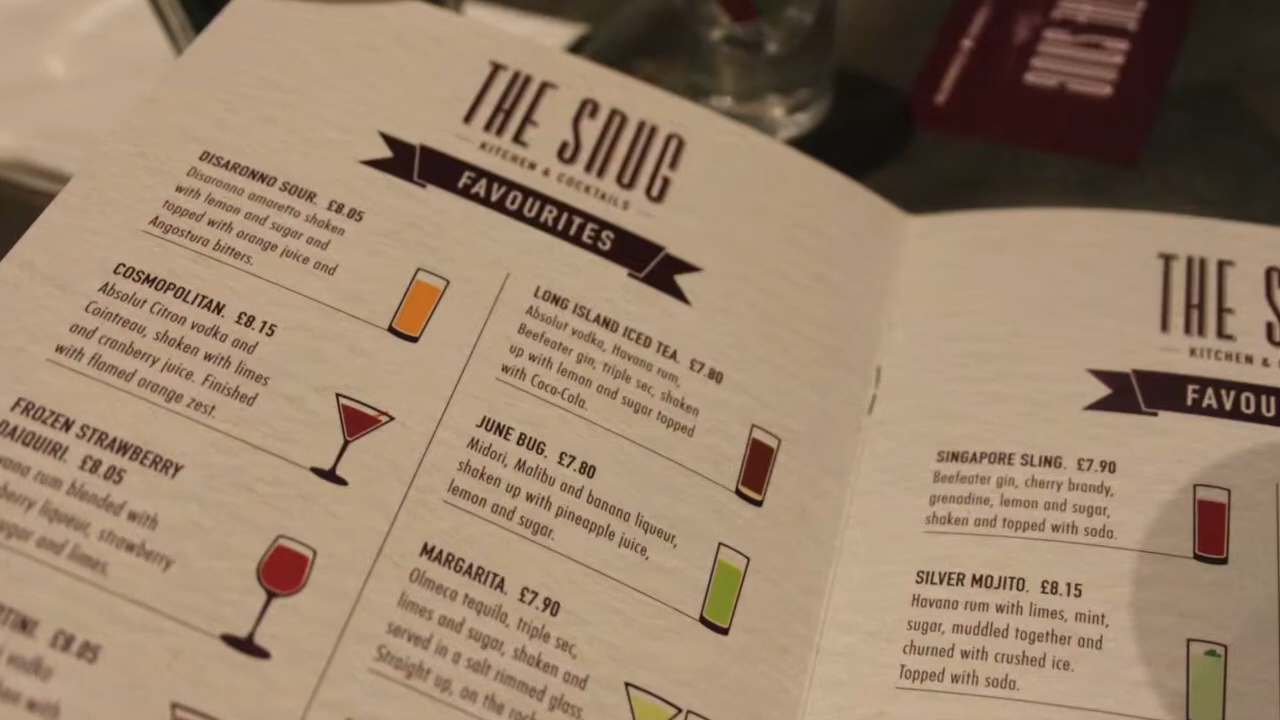 THE SNUG
KITCHEN & COCKTAILS
FAVOURITES
DISARONNO SOUR. £8.05
Disaronno amaretto shaken
with lemon and sugar and
topped with orange juice and
Angostura bitters.
COSMOPOLITAN. £8.15
Absolut Citron vodka and
Cointreau, shaken with limes
and cranberry juice. Finished
with flamed orange zest.
FROZEN STRAWBERRY
DAIQUIRI. £8.05
rum blended with
liqueur, strawberry
sugar and limes.
£8.05
vodka
with
LONG ISLAND ICED TEA. £7.80
Absolut vodka, Havana rum,
Beefeater gin, triple sec, shaken
up with lemon and sugar topped
with Coca-Cola.
JUNE BUG. £7.80
Midori, Malibu and banana liqueur,
shaken up with pineapple juice,
lemon and sugar.
MARGARITA. £7.90
Olmeca tequila, triple sec,
limes and sugar, shaken and
served in a salt rimmed glass.
Straight up, on the
THE S
KITCHEN &
FAVOU
SINGAPORE SLING. £7.90
Beefeater gin, cherry brandy,
grenadine, lemon and sugar,
shaken and topped with soda.
SILVER MOJITO. £8.15
Havana rum with limes, mint,
sugar, muddled together and
churned with crushed ice.
Topped with soda.